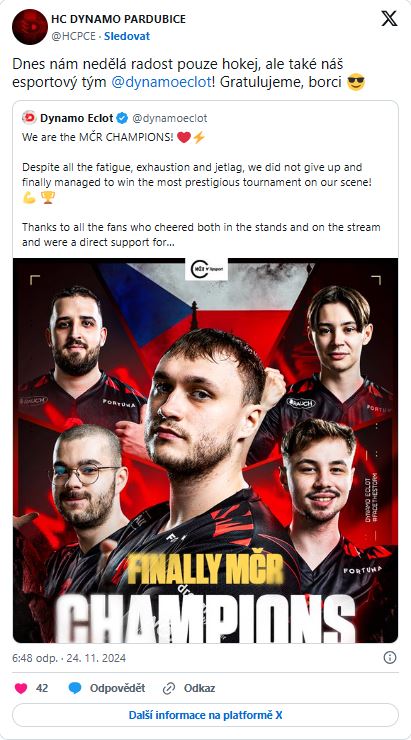 HC DYNAMO PARDUBICE
@HCPCE · Sledovat
Dnes nám nedělá radost pouze hokej, ale také náš
esportový tým @dynamoeclot! Gratulujeme, borci 😎
Dynamo Eclot @dynamoeclot
We are the MČR CHAMPIONS! ❤️⚡
Despite all the fatigue, exhaustion and jetlag, we did not give up and
finally managed to win the most prestigious tournament on our scene!
💪 🏆
Thanks to all the fans who cheered both in the stands and on the stream
and were a direct support for...
FORTUNA
RAUCH
FORTUNA
FORTUNA
DYNAMO ECLOT
#FACETHESTORM
FINALLY MČR
CHAMPIONS
6:48 odp. · 24. 11. 2024
42 Odpovědět Odkaz
Další informace na platformě X